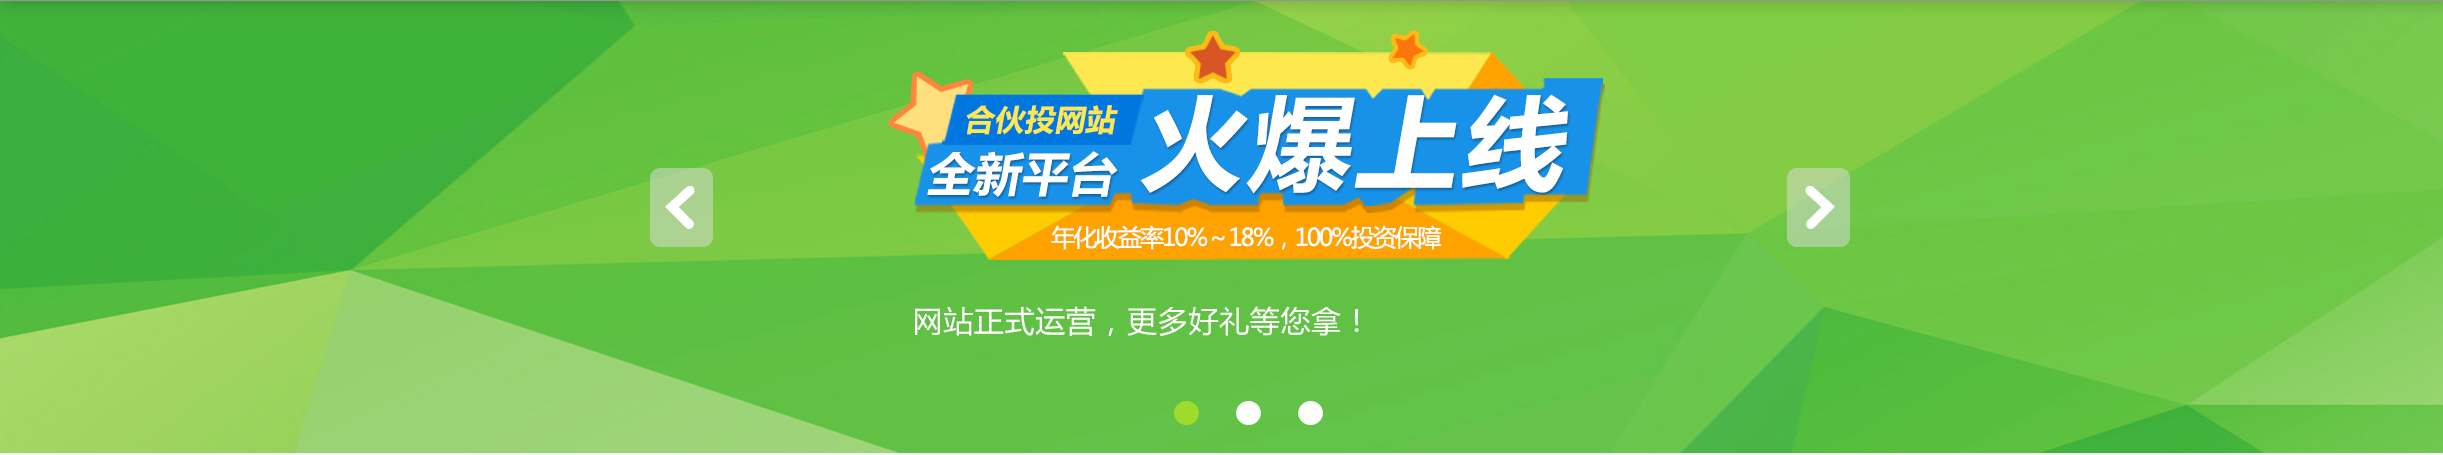 合伙投网站
全新平台
火爆上线
年化收益率10%~18%，100%投资保障
网站正式运营，更多好礼等您拿！